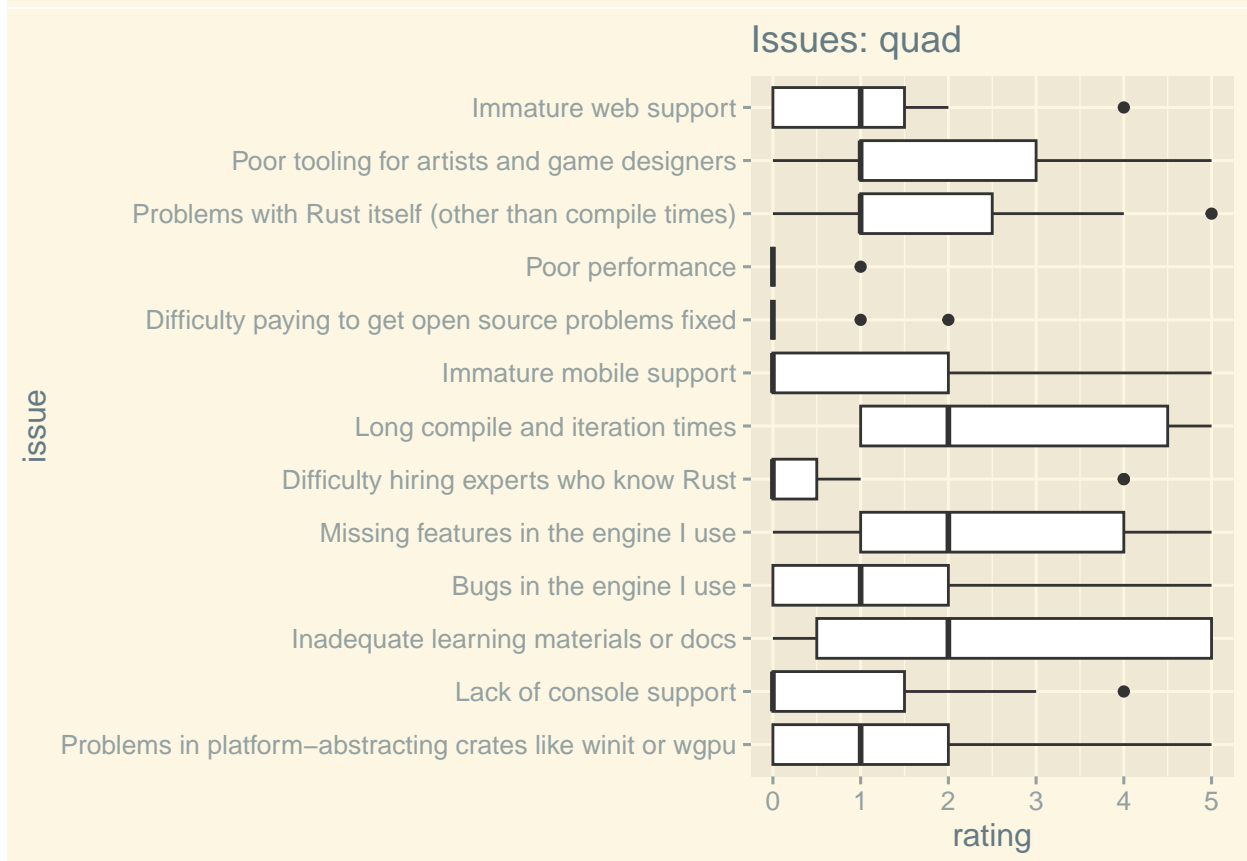 Issues: quad
Immature web support
Poor tooling for artists and game designers
Problems with Rust itself (other than compile times)
Poor performance
Difficulty paying to get open source problems fixed
Immature mobile support
Long compile and iteration times
Difficulty hiring experts who know Rust
Missing features in the engine I use
Bugs in the engine I use
Inadequate learning materials or docs
Lack of console support
Problems in platform−abstracting crates like winit or wgpu
issue
0 1 2 3 4 5
rating